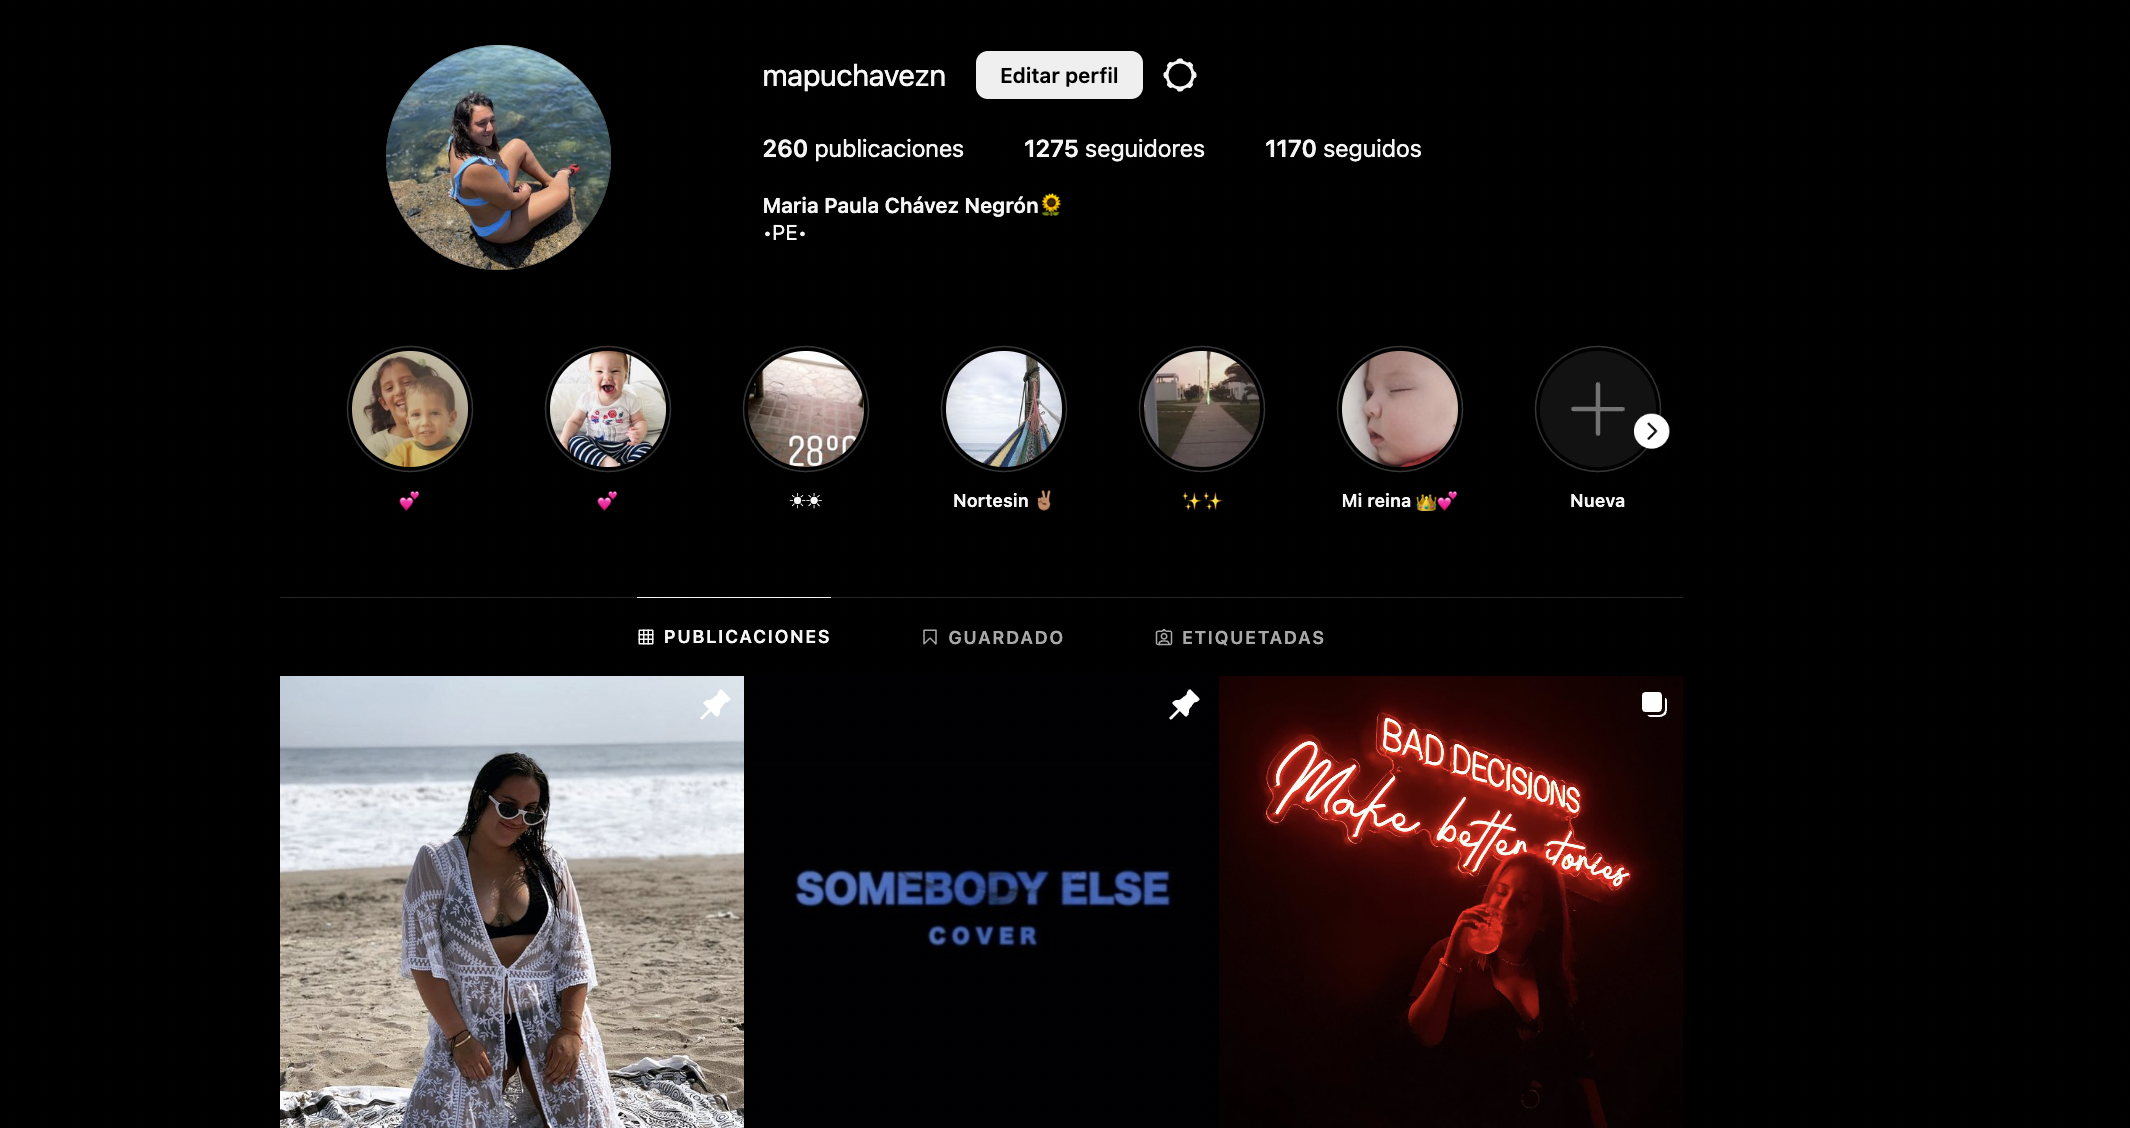 mapuchavezn
Editar perfil
260 publicaciones
1275 seguidores
1170 seguidos
Maria Paula Chávez Negrón🌻
•PE•
💕
💕
28°C
☀☀
Nortesin ✌🏽
✨✨
Mi reina 👑💕
Nueva
PUBLICACIONES
GUARDADO
ETIQUETADAS
SOMEBODY ELSE
COVER
BAD DECISIONS
Make better stories